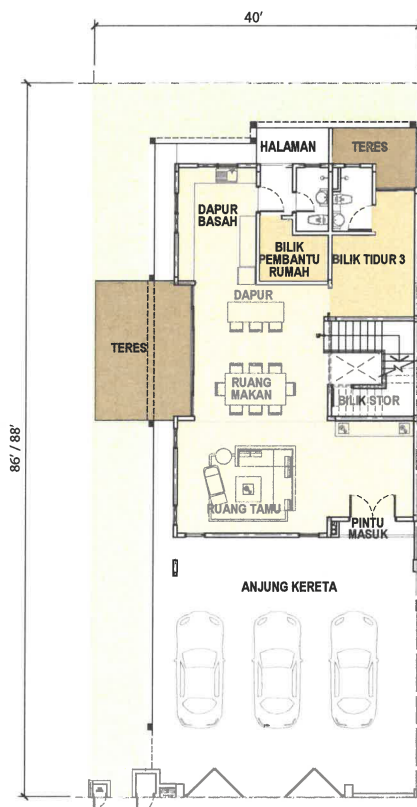 40'
HALAMAN
TERES
DAPUR
BASAH
BILIK
PEMBANTU
RUMAH
BILIK TIDUR 3
DAPUR
TERES
RUANG
MAKAN
BILIK STOR
86' / 88'
RUANG TAMU
PINTU
MASUK
ANJUNG KERETA